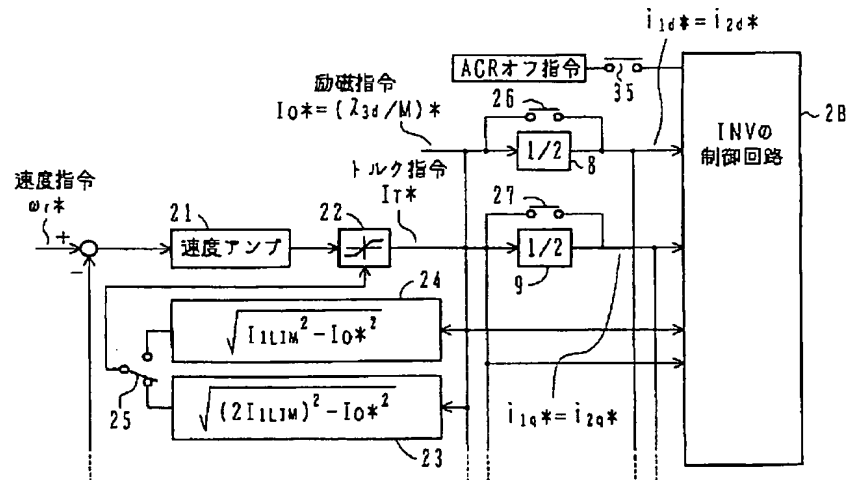 i1d*=i2d*
ACRオフ指令
35
励磁指令
I0*=(λ3d/M)*
26
1/2
8
INVの
制御回路
2B
トルク指令
IT*
27
1/2
9
速度指令
ωr*
+
-
21
速度アンプ
22
24
√I1LIM²-I0*²
25
√(2I1LIM)²-I0*²
23
i1q*=i2q*